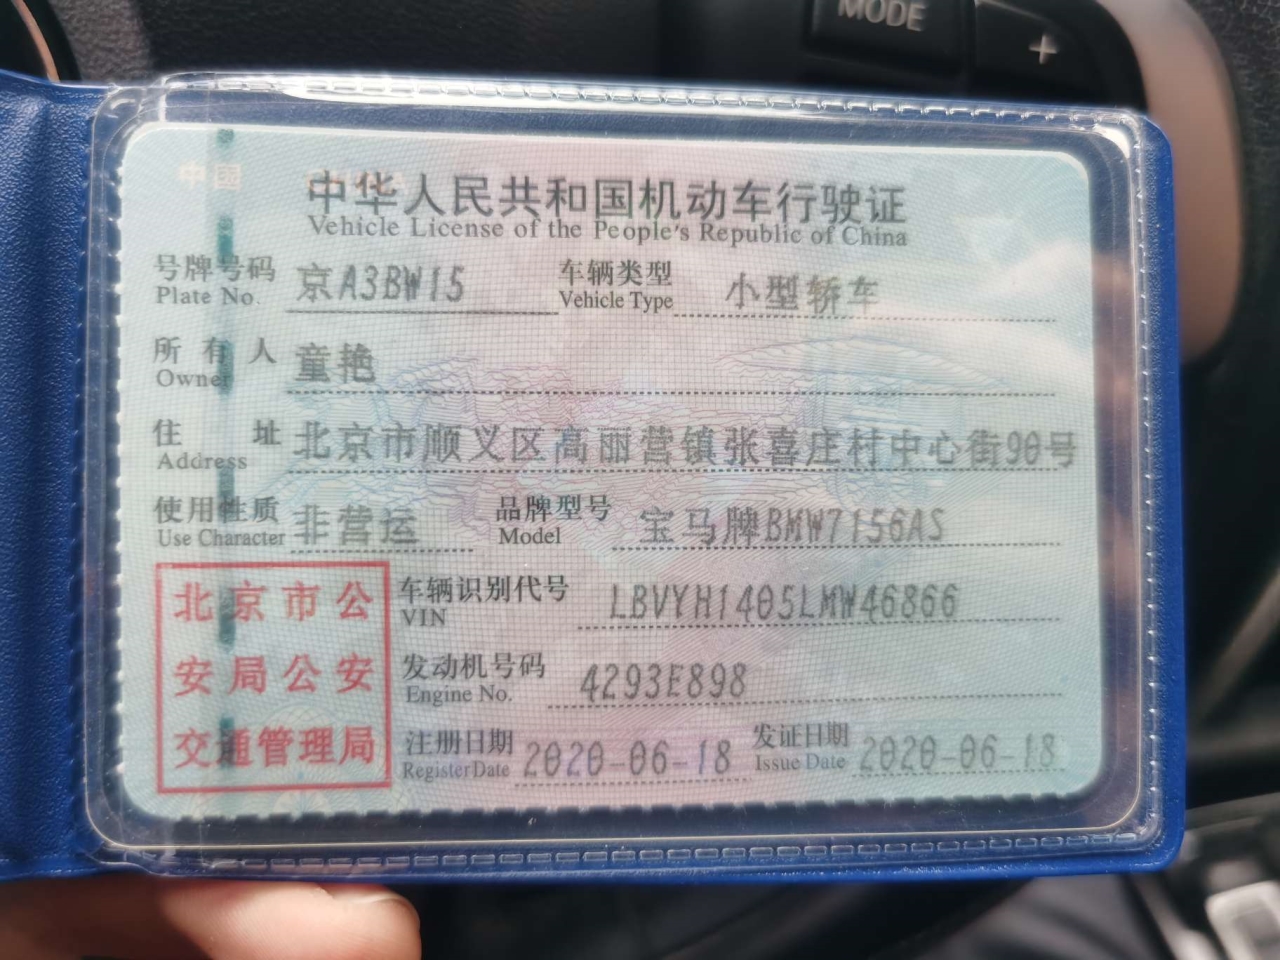 MODE
+
中国
中华人民共和国机动车行驶证
Vehicle License of the People's Republic of China
号牌号码 京A3BW15 车辆类型 小型轿车
Plate No. Vehicle Type
所有人 童艳
Owner
住址 北京市顺义区高丽营镇张喜庄村中心街90号
Address
使用性质 非营运 品牌型号 宝马牌BMW7156AS
Use Character Model
北京市公
安局公安
交通管理局
车辆识别代号 LBVYH1405LMW46866
VIN
发动机号码 4293E898
Engine No.
注册日期 2020-06-18 发证日期 2020-06-18
Register Date Issue Date